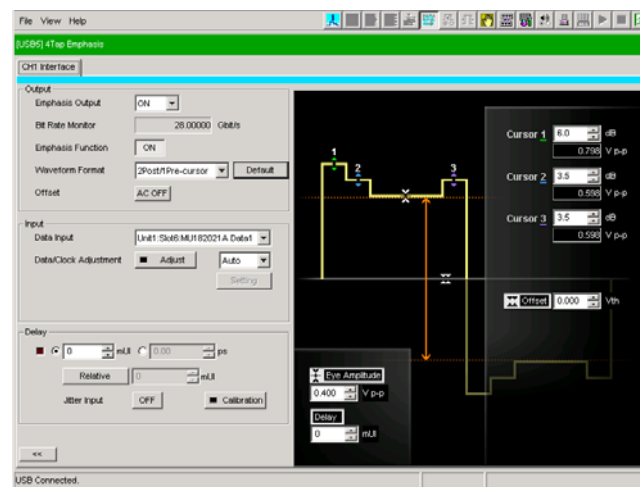 File View Help
[USB5] 4Tap Emphasis
CH1 Interface
Output
Emphasis Output ON
Bit Rate Monitor 28.00000 Gbit/s
Emphasis Function ON
Waveform Format 2Post/1Pre-cursor Default
Offset AC OFF
Input
Data Input Unit1:Slot6:MU182021A Data1
Data/Clock Adjustment Adjust Auto
Setting
Delay
0 mUI 0.00 ps
Relative 0 mUI
Jitter Input OFF Calibration
<<
1
2
3
Cursor 1 6.0 dB
0.798 V p-p
Cursor 2 3.5 dB
0.598 V p-p
Cursor 3 3.5 dB
0.598 V p-p
Offset 0.000 Vth
Eye Amplitude
0.400 V p-p
Delay
0 mUI
USB Connected.